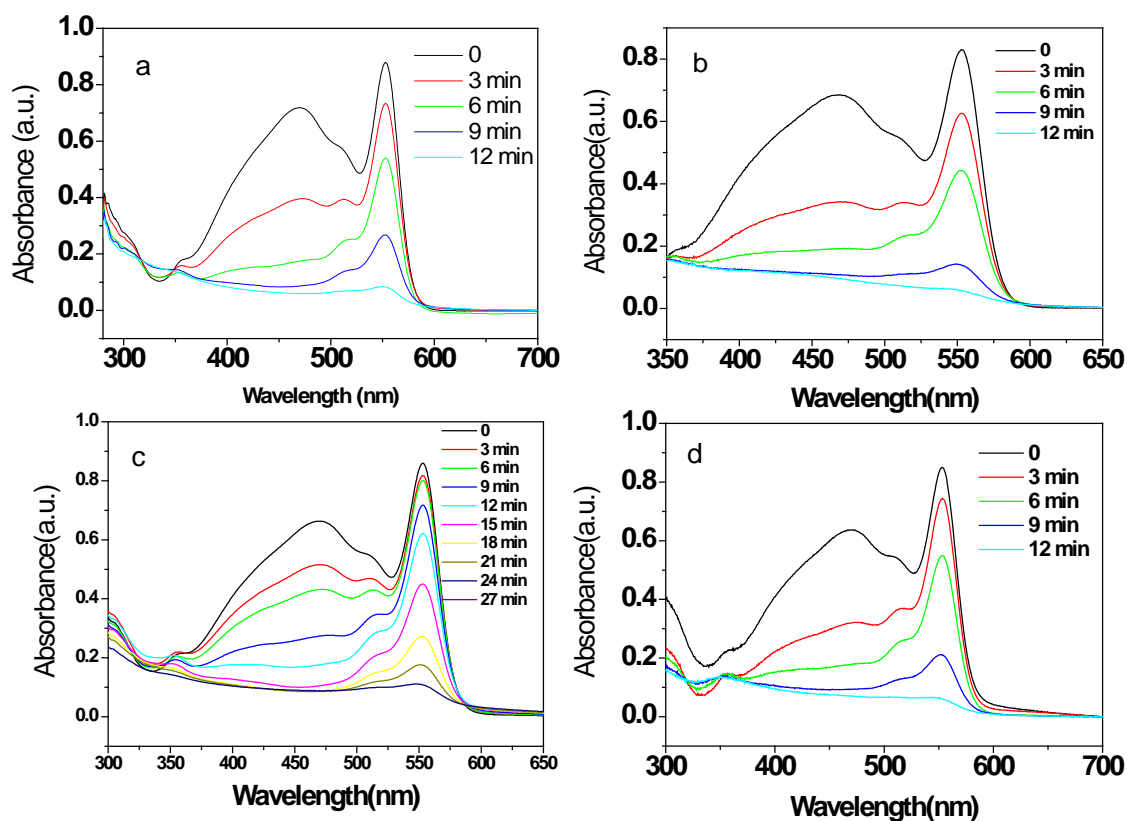 a
0
3 min
6 min
9 min
12 min
Absorbance (a.u.)
1.0
0.8
0.6
0.4
0.2
0.0
300 400 500 600 700
Wavelength (nm)
b
0
3 min
6 min
9 min
12 min
Absorbance(a.u.)
0.8
0.6
0.4
0.2
0.0
350 400 450 500 550 600 650
Wavelength(nm)
c
0
3 min
6 min
9 min
12 min
15 min
18 min
21 min
24 min
27 min
Absorbance(a.u.)
1.0
0.8
0.6
0.4
0.2
0.0
300 350 400 450 500 550 600 650
Wavelength(nm)
d
0
3 min
6 min
9 min
12 min
Absorbance(a.u.)
1.0
0.8
0.6
0.4
0.2
0.0
300 400 500 600 700
Wavelength(nm)